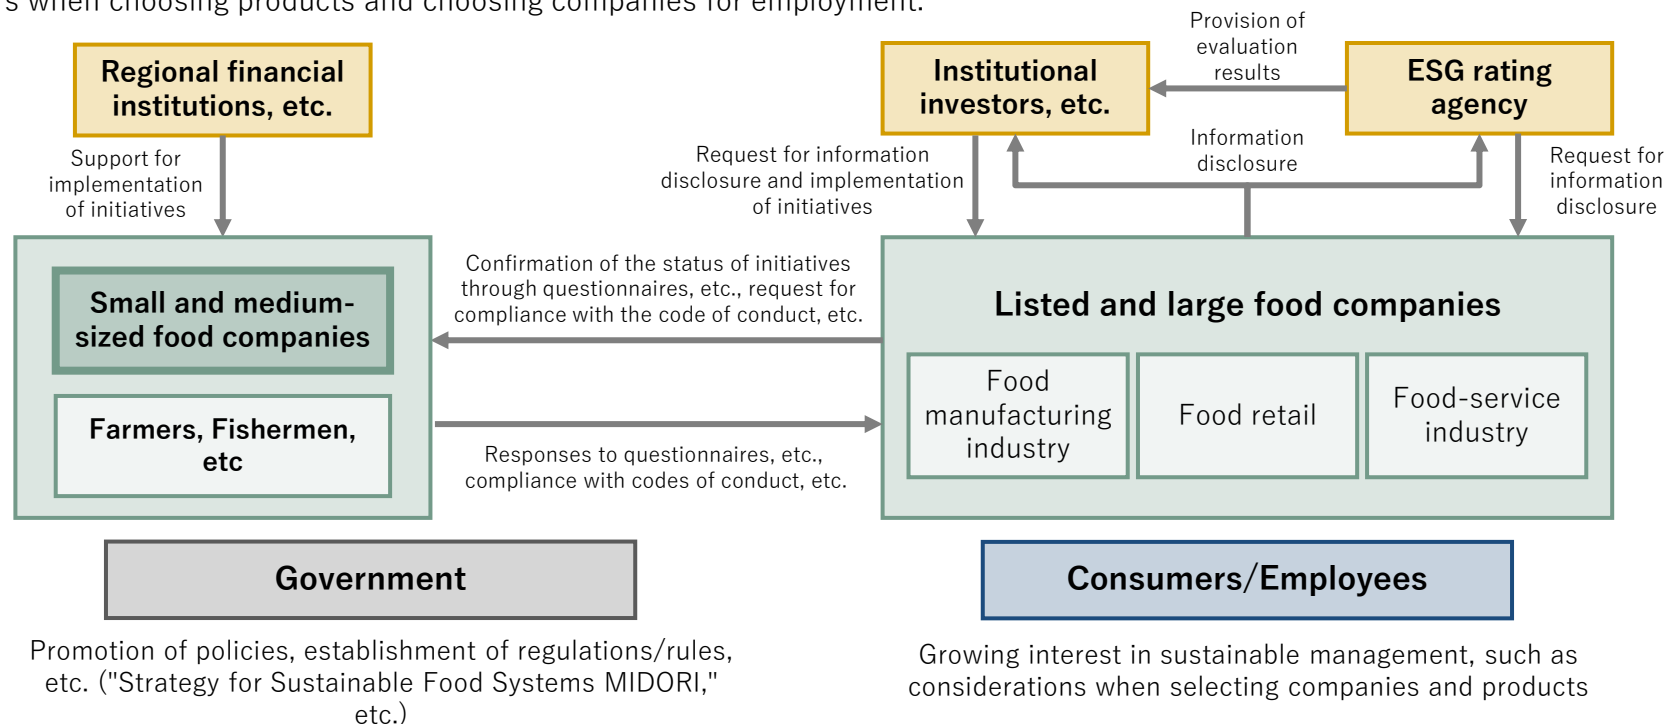 s when choosing products and choosing companies for employment.
Provision of
evaluation
results
Regional financial
institutions, etc.
Institutional
investors, etc.
ESG rating
agency
Support for
implementation
of initiatives
Request for information
disclosure and implementation
of initiatives
Information
disclosure
Request for
information
disclosure
Small and medium-
sized food companies
Farmers, Fishermen,
etc
Confirmation of the status of initiatives
through questionnaires, etc., request for
compliance with the code of conduct, etc.
Responses to questionnaires, etc.,
compliance with codes of conduct, etc.
Listed and large food companies
Food
manufacturing
industry
Food retail
Food-service
industry
Government
Promotion of policies, establishment of regulations/rules,
etc. ("Strategy for Sustainable Food Systems MIDORI,"
etc.)
Consumers/Employees
Growing interest in sustainable management, such as
considerations when selecting companies and products